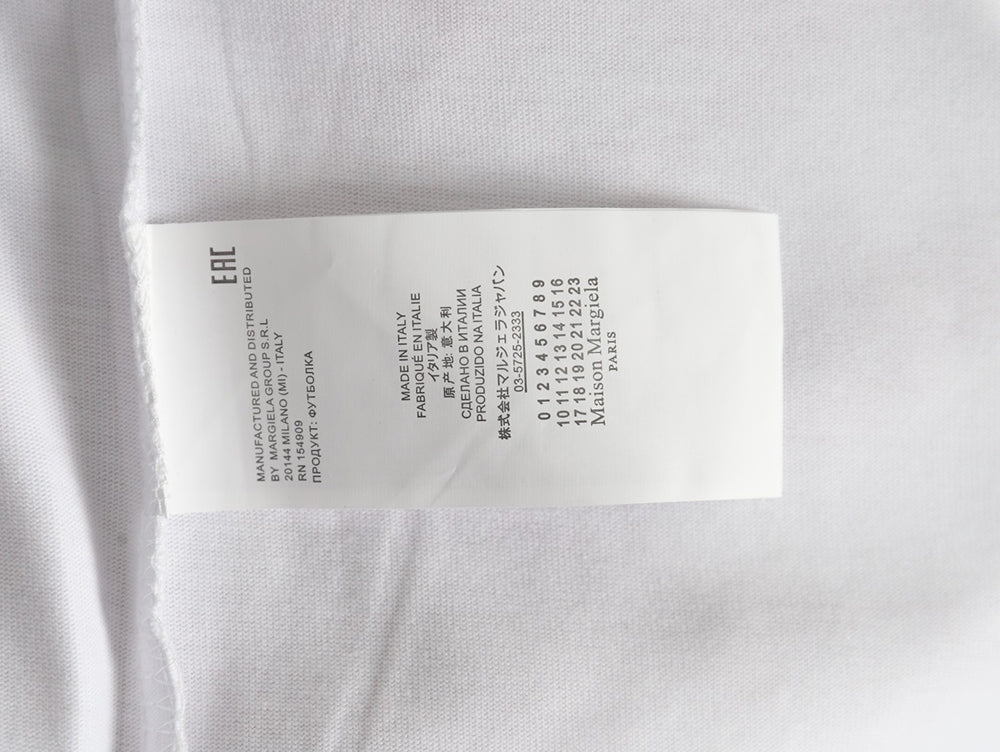 EAC
MANUFACTURED AND DISTRIBUTED
BY MARGIELA GROUP S.R.L
20144 MILANO (MI) - ITALY
RN 154909
ПРОДУКТ: ФУТБОЛКА
MADE IN ITALY
FABRIQUÉ EN ITALIE
イタリア製
原产地: 意大利
СДЕЛАНО В ИТАЛИИ
PRODUZIDO NA ITALIA
株式会社マルジェラジャパン
03-5725-2333
0 1 2 3 4 5 6 7 8 9
10 11 12 13 14 15 16
17 18 19 20 21 22 23
Maison Margiela
PARIS